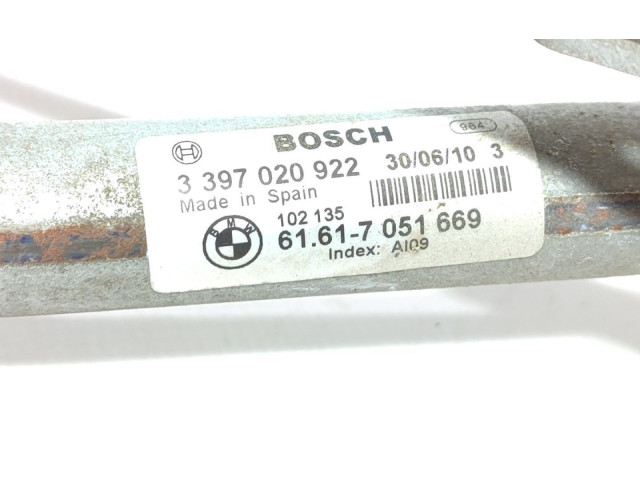 BOSCH
984
3 397 020 922 30/06/10 3
Made in Spain
BMW
102 135
61.61-7 051 669
Index: AI09